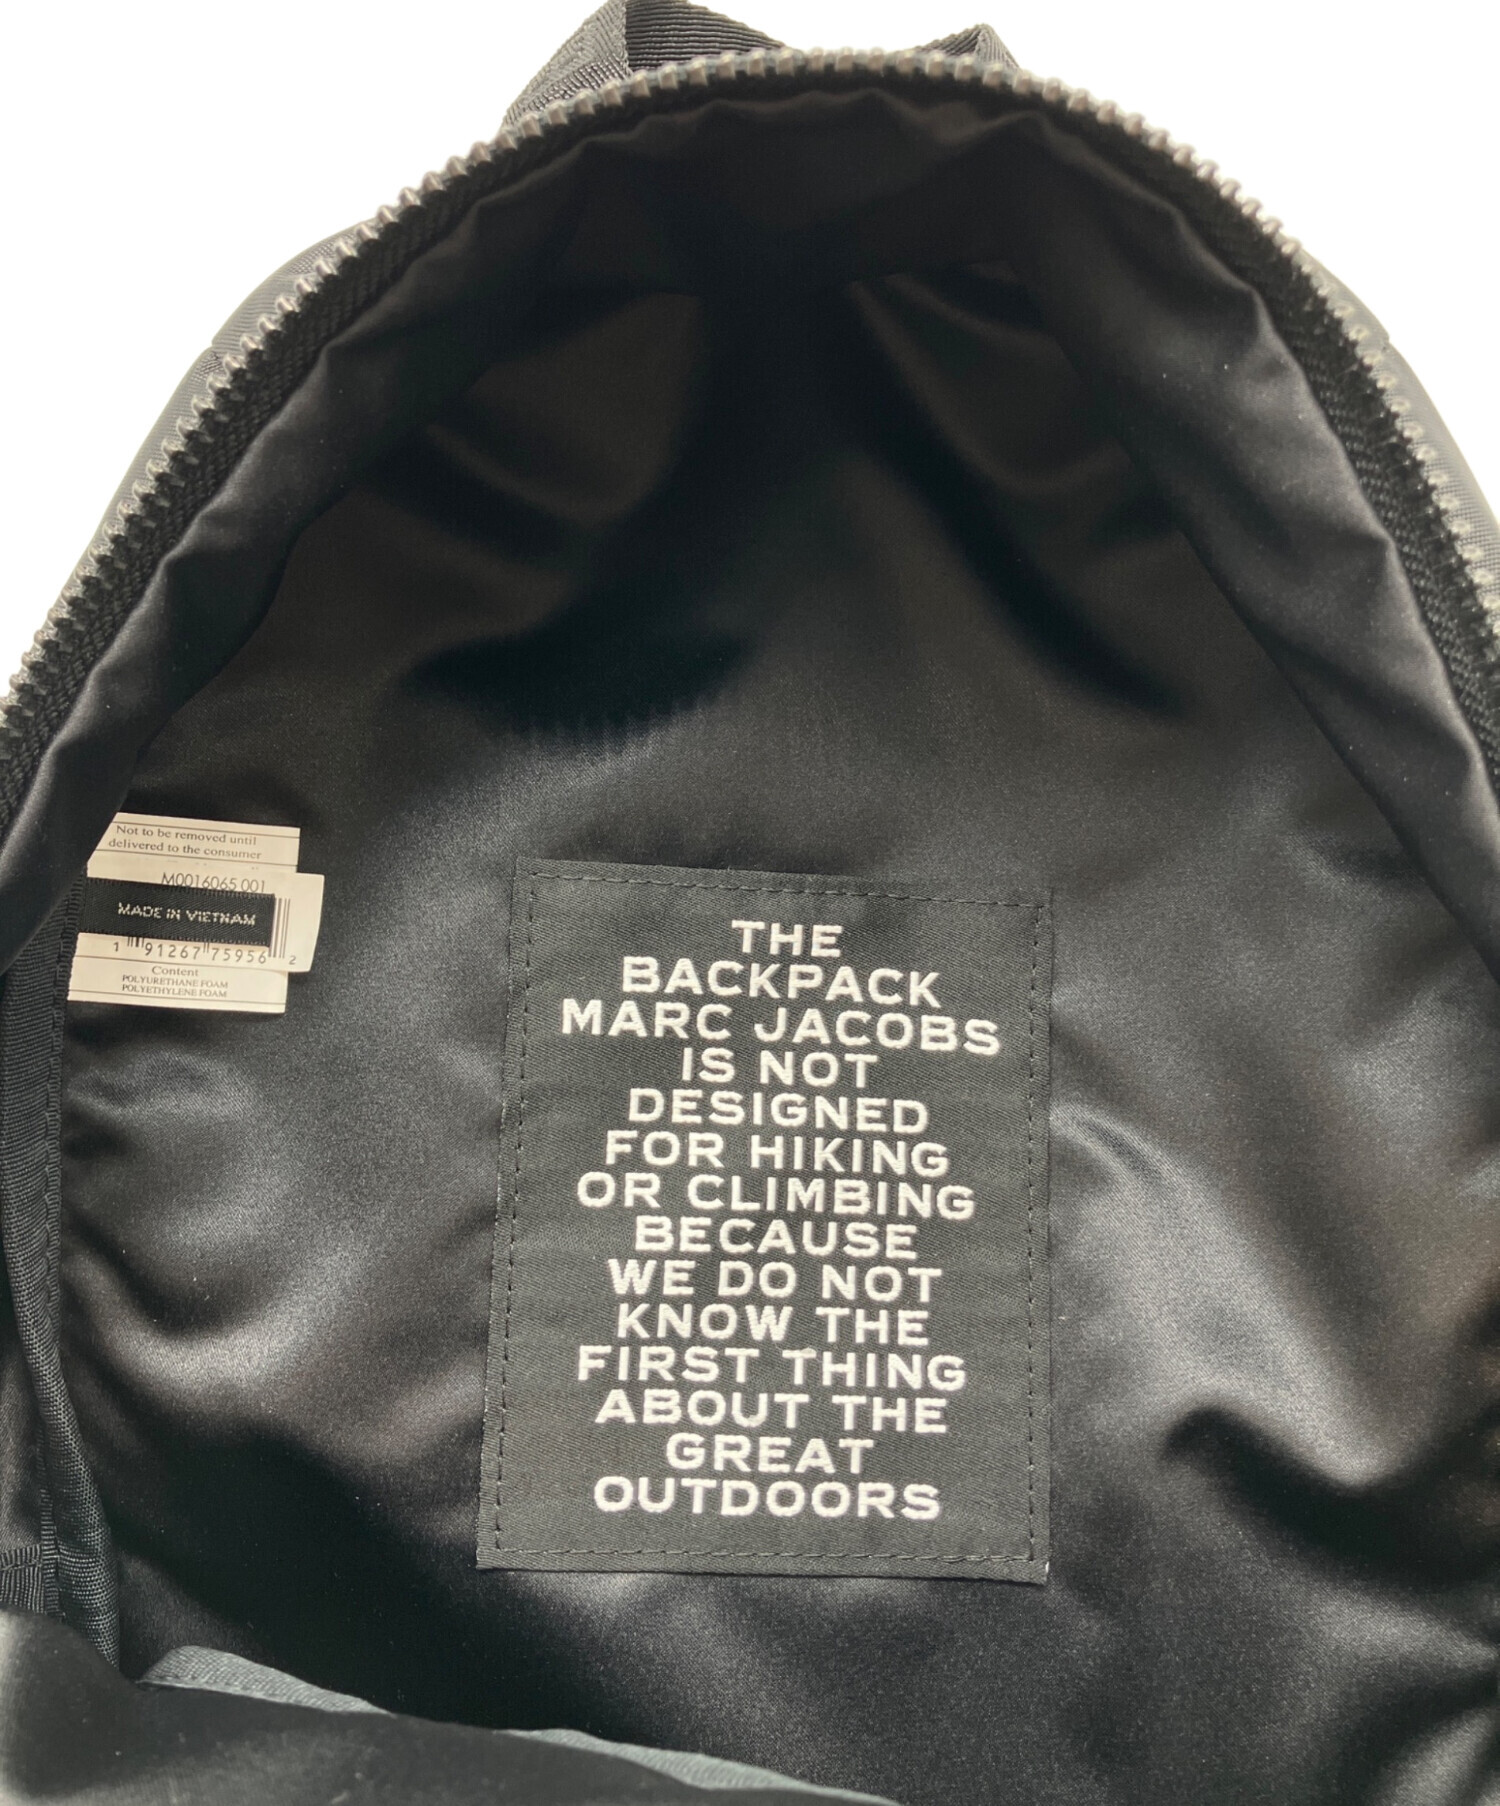 Not to be removed until
delivered to the consumer
M0016065 001
MADE IN VIETNAM
1 91267 75956 2
Content
POLYURETHANE FOAM
POLYETHYLENE FOAM
THE
BACKPACK
MARC JACOBS
IS NOT
DESIGNED
FOR HIKING
OR CLIMBING
BECAUSE
WE DO NOT
KNOW THE
FIRST THING
ABOUT THE
GREAT
OUTDOORS